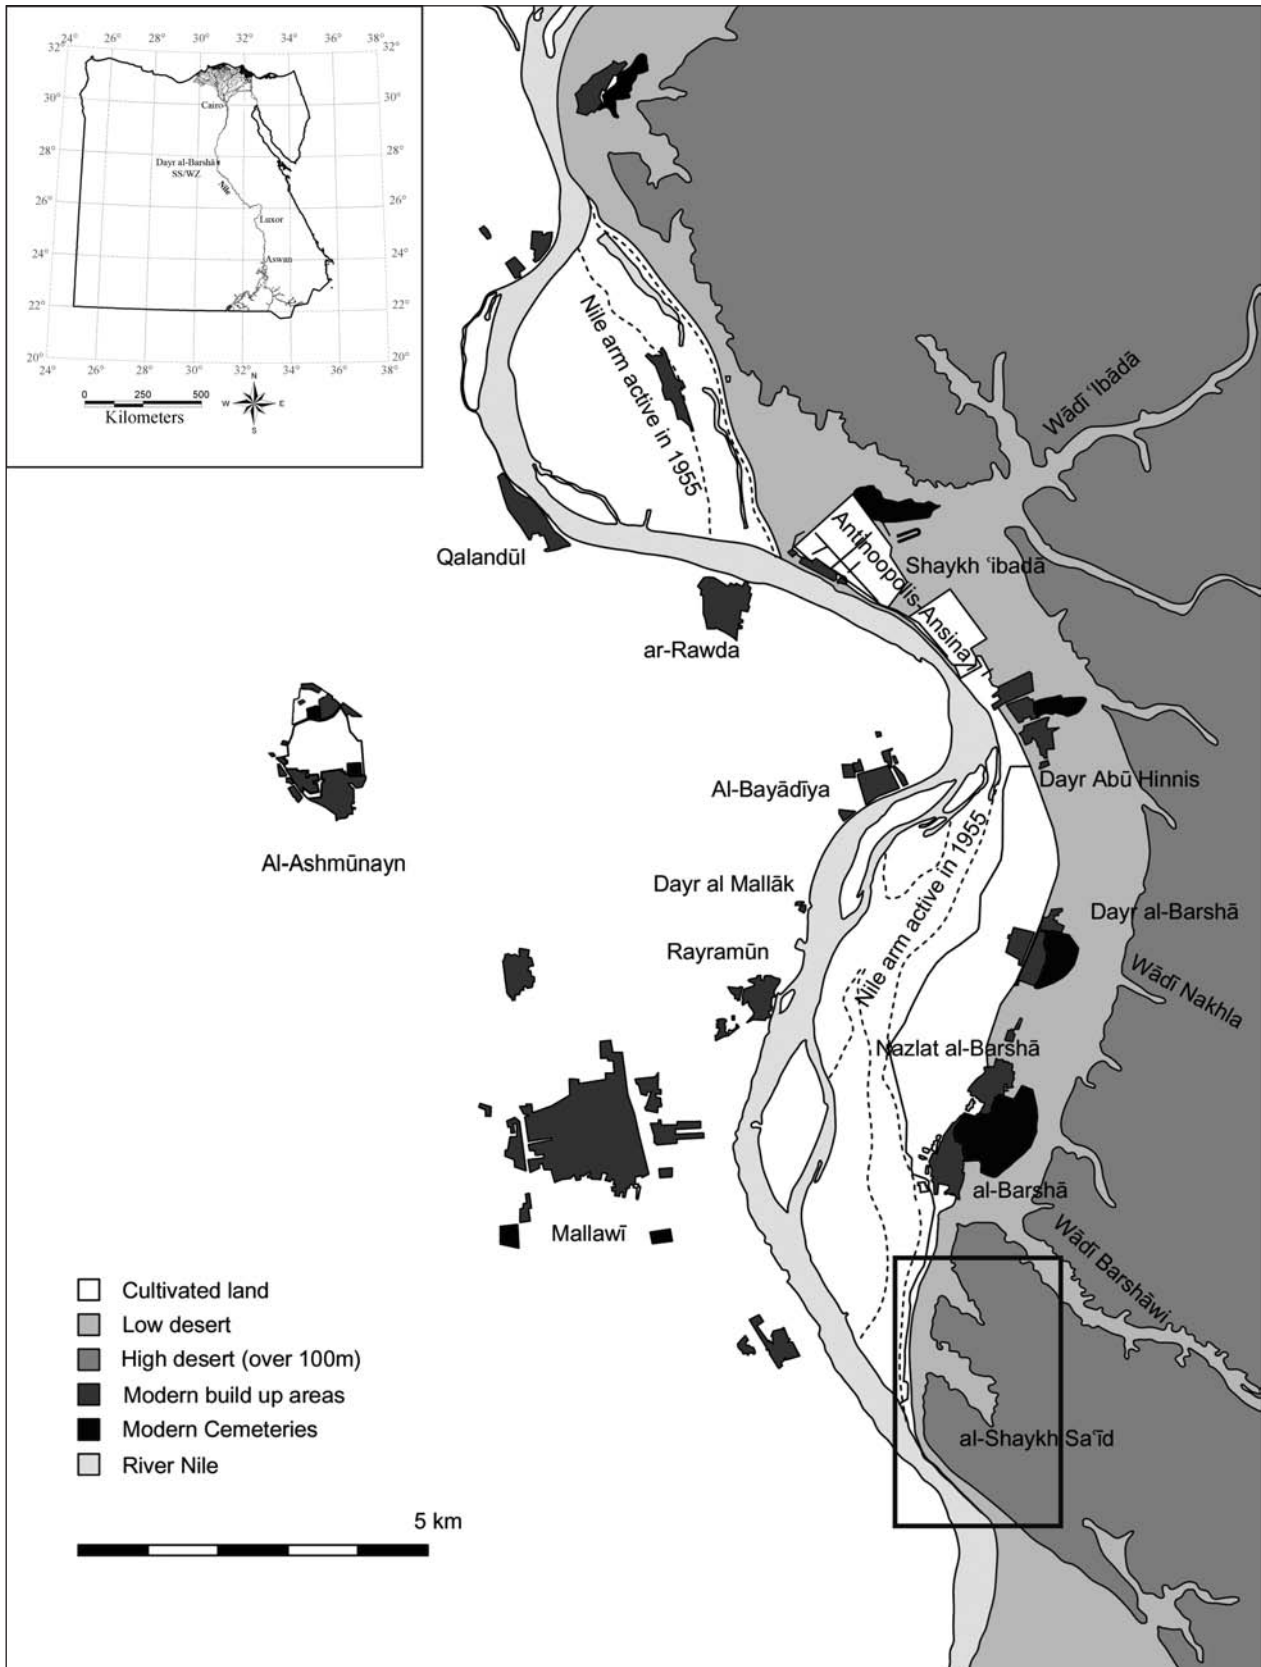 24° 26° 28° 30° 32° 34° 36° 38°
32° 32°
30° 30°
28° 28°
26° 26°
24° 24°
22° 22°
20° 20°
24° 26° 28° 30° 32° 34° 36° 38°
Cairo
Dayr al-Barshā
SS/WZ
Nile
Luxor
Aswan
N
W E
S
0 250 500
Kilometers
Nile arm active in 1955
Wādī ʿIbādā
Qalandūl
Antinoopolis-Ansina
Shaykh ʿibadā
ar-Rawda
Al-Bayādīya
Dayr Abū Hinnis
Al-Ashmūnayn
Dayr al Mallāk
Nile arm active in 1955
Dayr al-Barshā
Rayramūn
Wādī Nakhla
Nazlat al-Barshā
al-Barshā
Mallawī
Wādī Barshāwi
al-Shaykh Saʿīd
Cultivated land
Low desert
High desert (over 100m)
Modern build up areas
Modern Cemeteries
River Nile
5 km